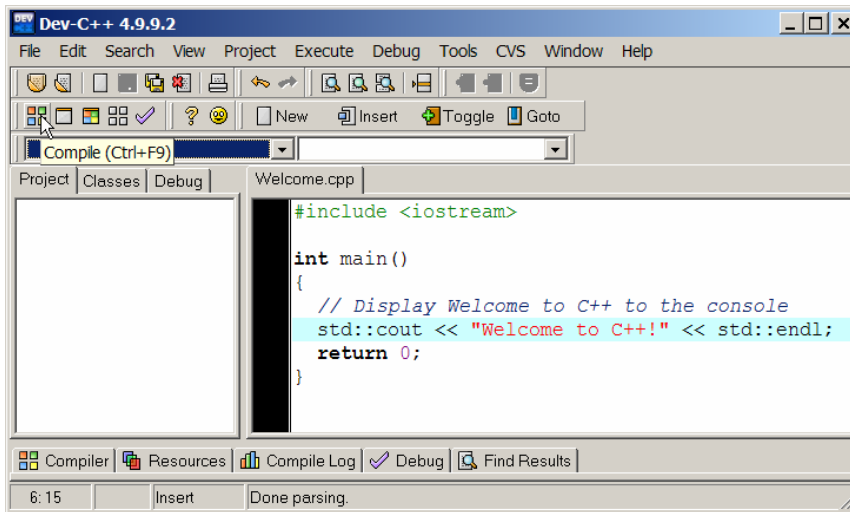 Dev-C++ 4.9.9.2
File Edit Search View Project Execute Debug Tools CVS Window Help
New Insert Toggle Goto
Compile (Ctrl+F9)
Project Classes Debug Welcome.cpp
#include <iostream>
int main()
{
// Display Welcome to C++ to the console
std::cout << "Welcome to C++!" << std::endl;
return 0;
}
Compiler Resources Compile Log Debug Find Results
6: 15 Insert Done parsing.